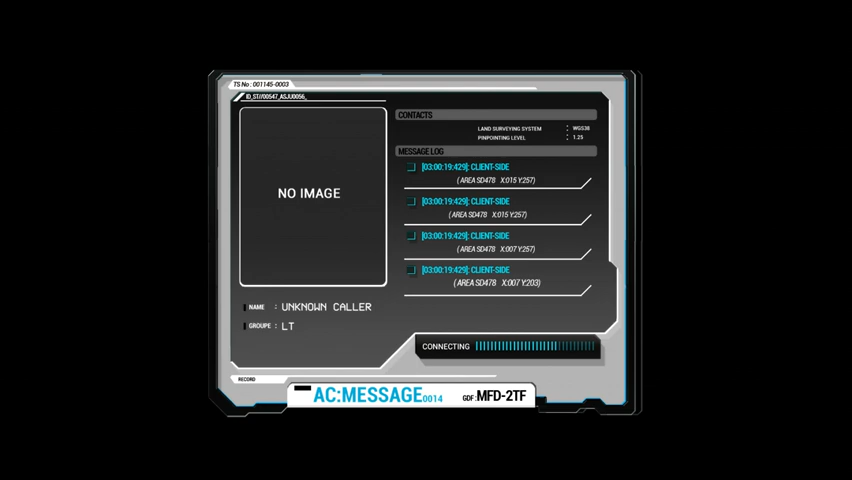 TS No : 001145-0003
ID_ST//00547_ASJU0056_
CONTACTS
LAND SURVEYING SYSTEM : WGS3E
PINPOINTING LEVEL : 1.25
MESSAGE LOG
[03:00:19:429]: CLIENT-SIDE
( AREA SD478 X:015 Y:257)
[03:00:19:429]: CLIENT-SIDE
( AREA SD478 X:015 Y:257)
[03:00:19:429]: CLIENT-SIDE
( AREA SD478 X:007 Y:257)
[03:00:19:429]: CLIENT-SIDE
( AREA SD478 X:007 Y:203)
NO IMAGE
NAME : UNKNOWN CALLER
GROUPE : LT
CONNECTING
RECORD
AC:MESSAGE0014 GDF:MFD-2TF